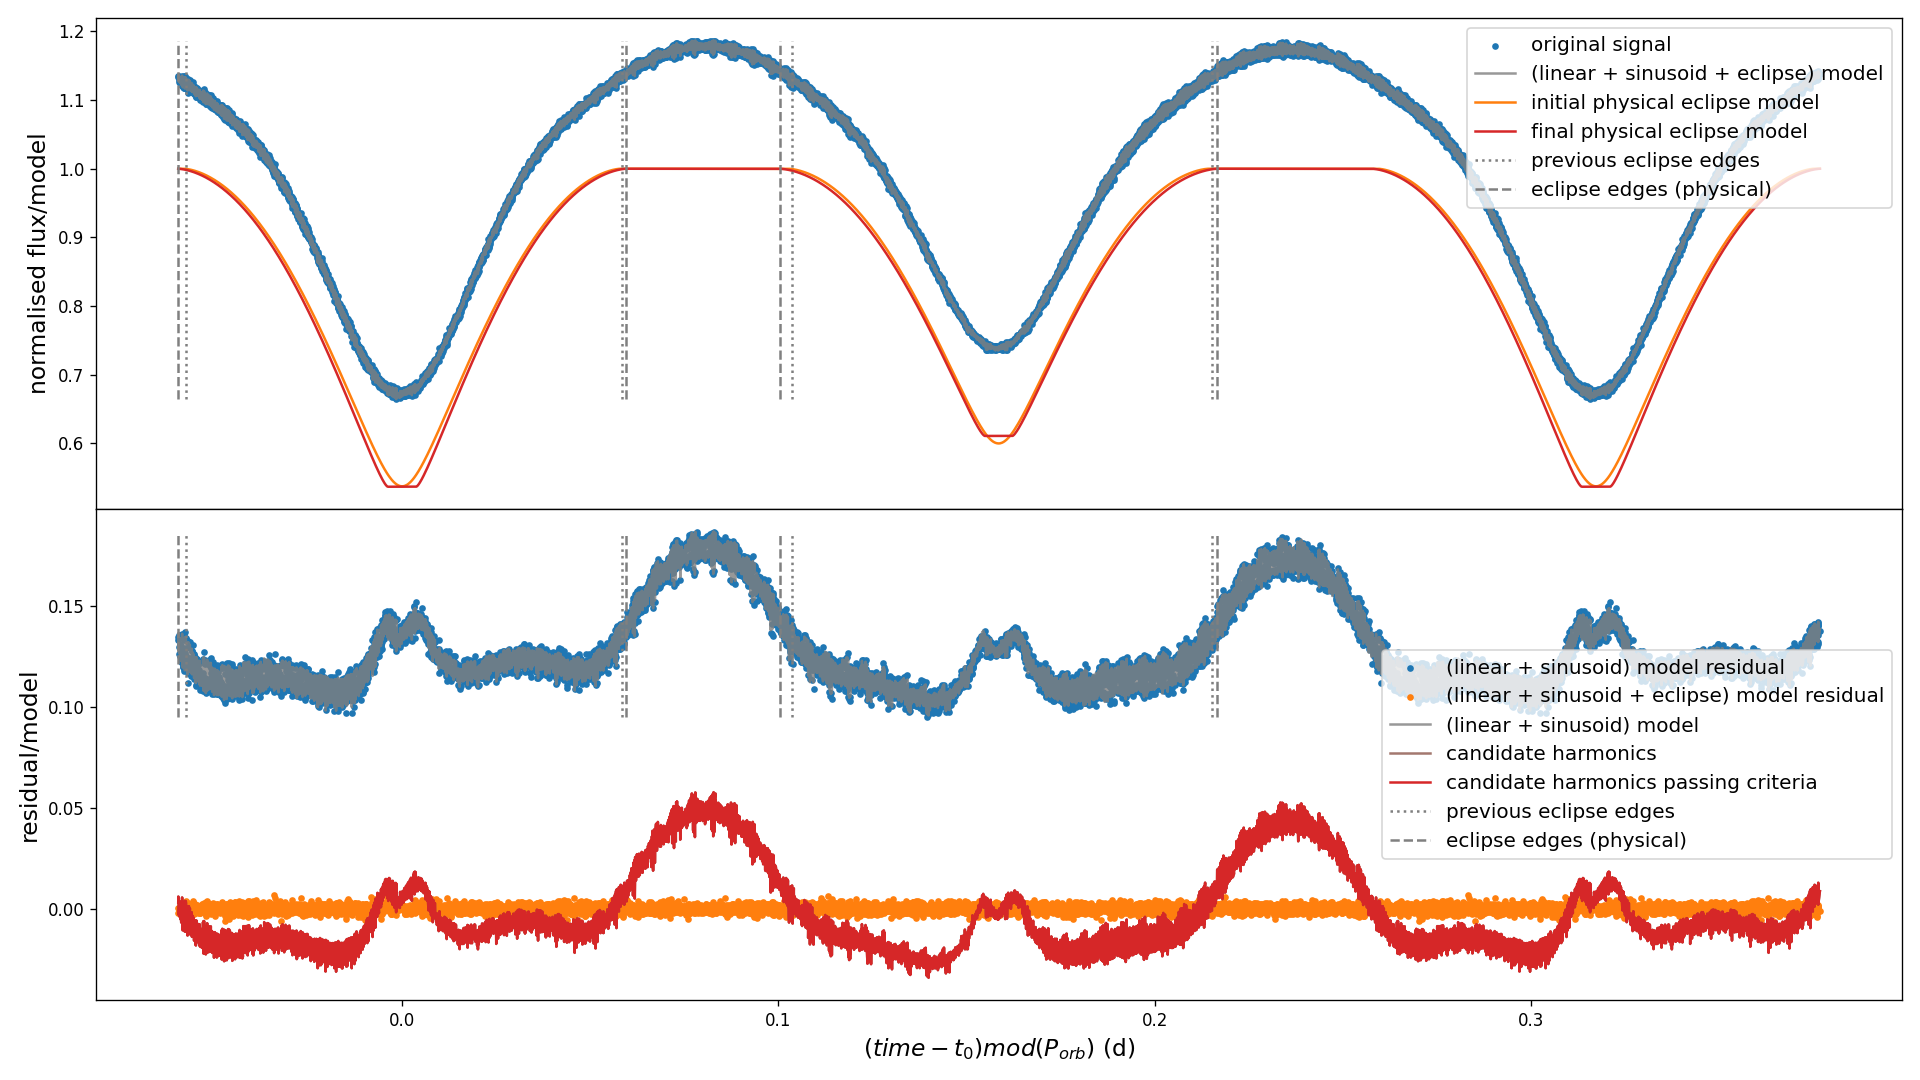 normalised flux/model
1.2
1.1
1.0
0.9
0.8
0.7
0.6
original signal
(linear + sinusoid + eclipse) model
initial physical eclipse model
final physical eclipse model
previous eclipse edges
eclipse edges (physical)
residual/model
0.15
0.10
0.05
0.00
(linear + sinusoid) model residual
(linear + sinusoid + eclipse) model residual
(linear + sinusoid) model
candidate harmonics
candidate harmonics passing criteria
previous eclipse edges
eclipse edges (physical)
0.0 0.1 0.2 0.3
(time − t₀)mod(P_orb) (d)